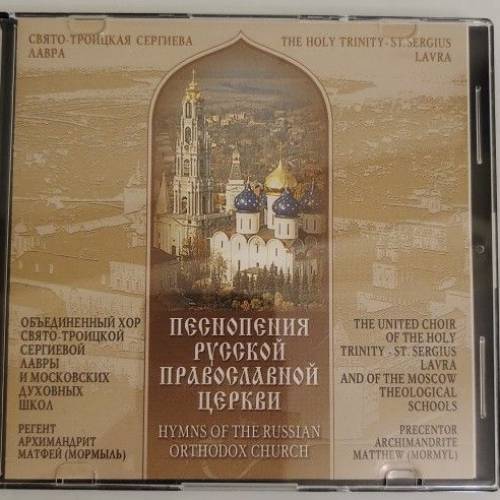 СВЯТО-ТРОИЦКАЯ СЕРГИЕВА
ЛАВРА
THE HOLY TRINITY - ST. SERGIUS
LAVRA
ПЕСНОПЕНИЯ
РУССКОЙ
ПРАВОСЛАВНОЙ
ЦЕРКВИ
HYMNS OF THE RUSSIAN
ORTHODOX CHURCH
ОБЪЕДИНЕННЫЙ ХОР
СВЯТО-ТРОИЦКОЙ
СЕРГИЕВОЙ
ЛАВРЫ
И МОСКОВСКИХ
ДУХОВНЫХ
ШКОЛ
РЕГЕНТ
АРХИМАНДРИТ
МАТФЕЙ (МОРМЫЛЬ)
THE UNITED CHOIR
OF THE HOLY
TRINITY - ST. SERGIUS
LAVRA
AND OF THE MOSCOW
THEOLOGICAL
SCHOOLS
PRECENTOR
ARCHIMANDRITE
MATTHEW (MORMYL)